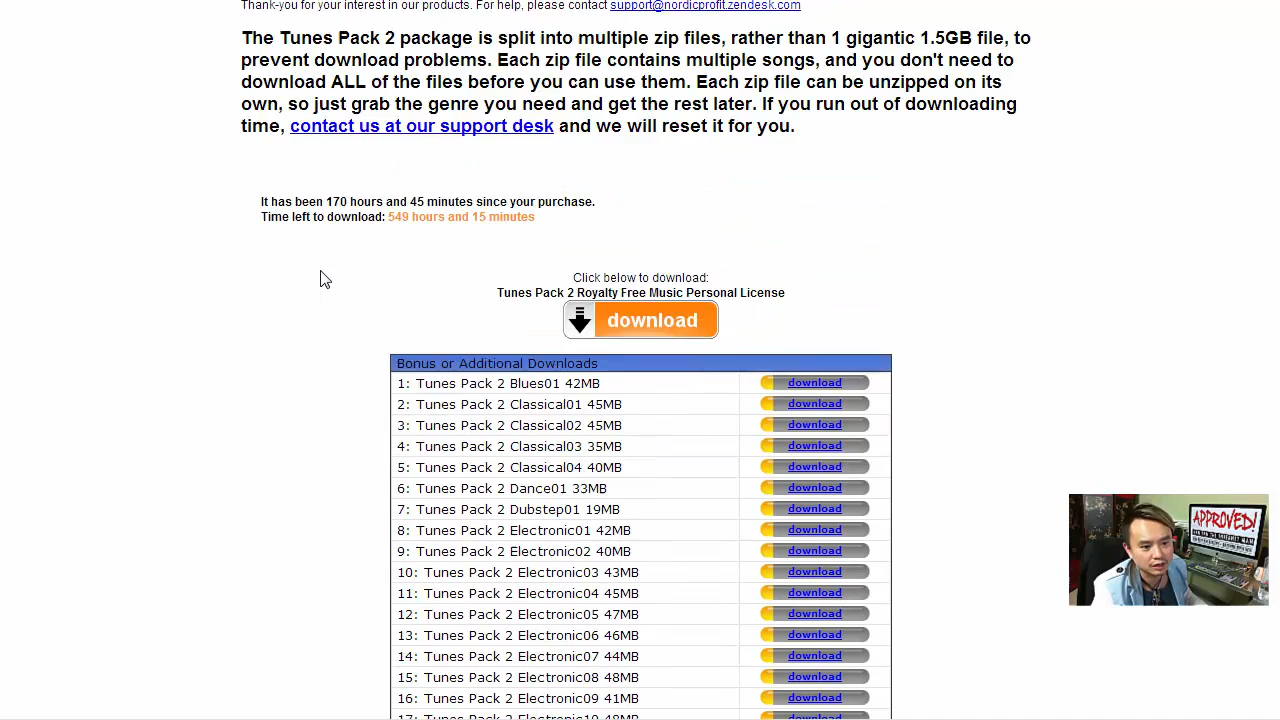 Thank-you for your interest in our products. For help, please contact support@nordicprofit.zendesk.com
The Tunes Pack 2 package is split into multiple zip files, rather than 1 gigantic 1.5GB file, to
prevent download problems. Each zip file contains multiple songs, and you don't need to
download ALL of the files before you can use them. Each zip file can be unzipped on its
own, so just grab the genre you need and get the rest later. If you run out of downloading
time, contact us at our support desk and we will reset it for you.
It has been 170 hours and 45 minutes since your purchase.
Time left to download: 549 hours and 15 minutes
Click below to download:
Tunes Pack 2 Royalty Free Music Personal License
download
Bonus or Additional Downloads
1: Tunes Pack 2 Blues01 42MB download
2: Tunes Pack 2 Classical01 45MB download
3: Tunes Pack 2 Classical02 45MB download
4: Tunes Pack 2 Classical03 35MB download
5: Tunes Pack 2 Classical04 40MB download
6: Tunes Pack 2 Dance01 33MB download
7: Tunes Pack 2 Dubstep01 19MB download
8: Tunes Pack 2 Electronic01 42MB download
9: Tunes Pack 2 Electronic02 40MB download
10: Tunes Pack 2 Electronic03 43MB download
11: Tunes Pack 2 Electronic04 45MB download
12: Tunes Pack 2 Electronic05 47MB download
13: Tunes Pack 2 Electronic06 46MB download
14: Tunes Pack 2 Electronic07 44MB download
15: Tunes Pack 2 Electronic08 48MB download
16: Tunes Pack 2 Electronic09 41MB download
17: Tunes Pack 2 Electronic10 48MB download
APPROVED!